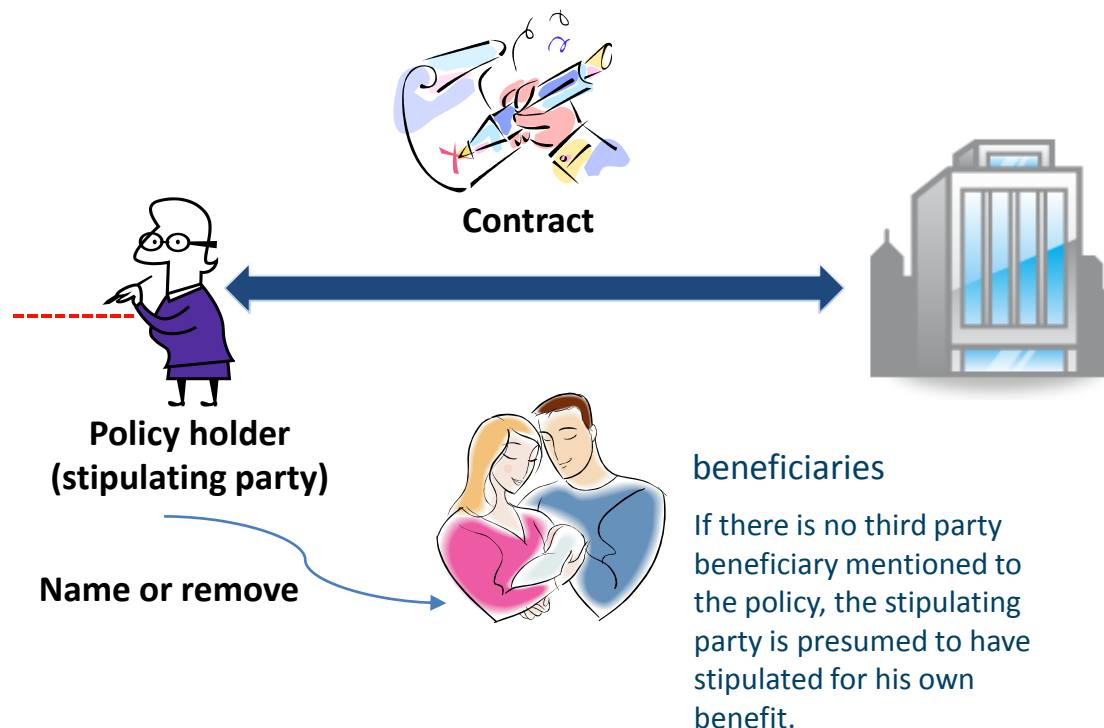 Contract
Policy holder
(stipulating party)
Name or remove
beneficiaries
If there is no third party
beneficiary mentioned to
the policy, the stipulating
party is presumed to have
stipulated for his own
benefit.